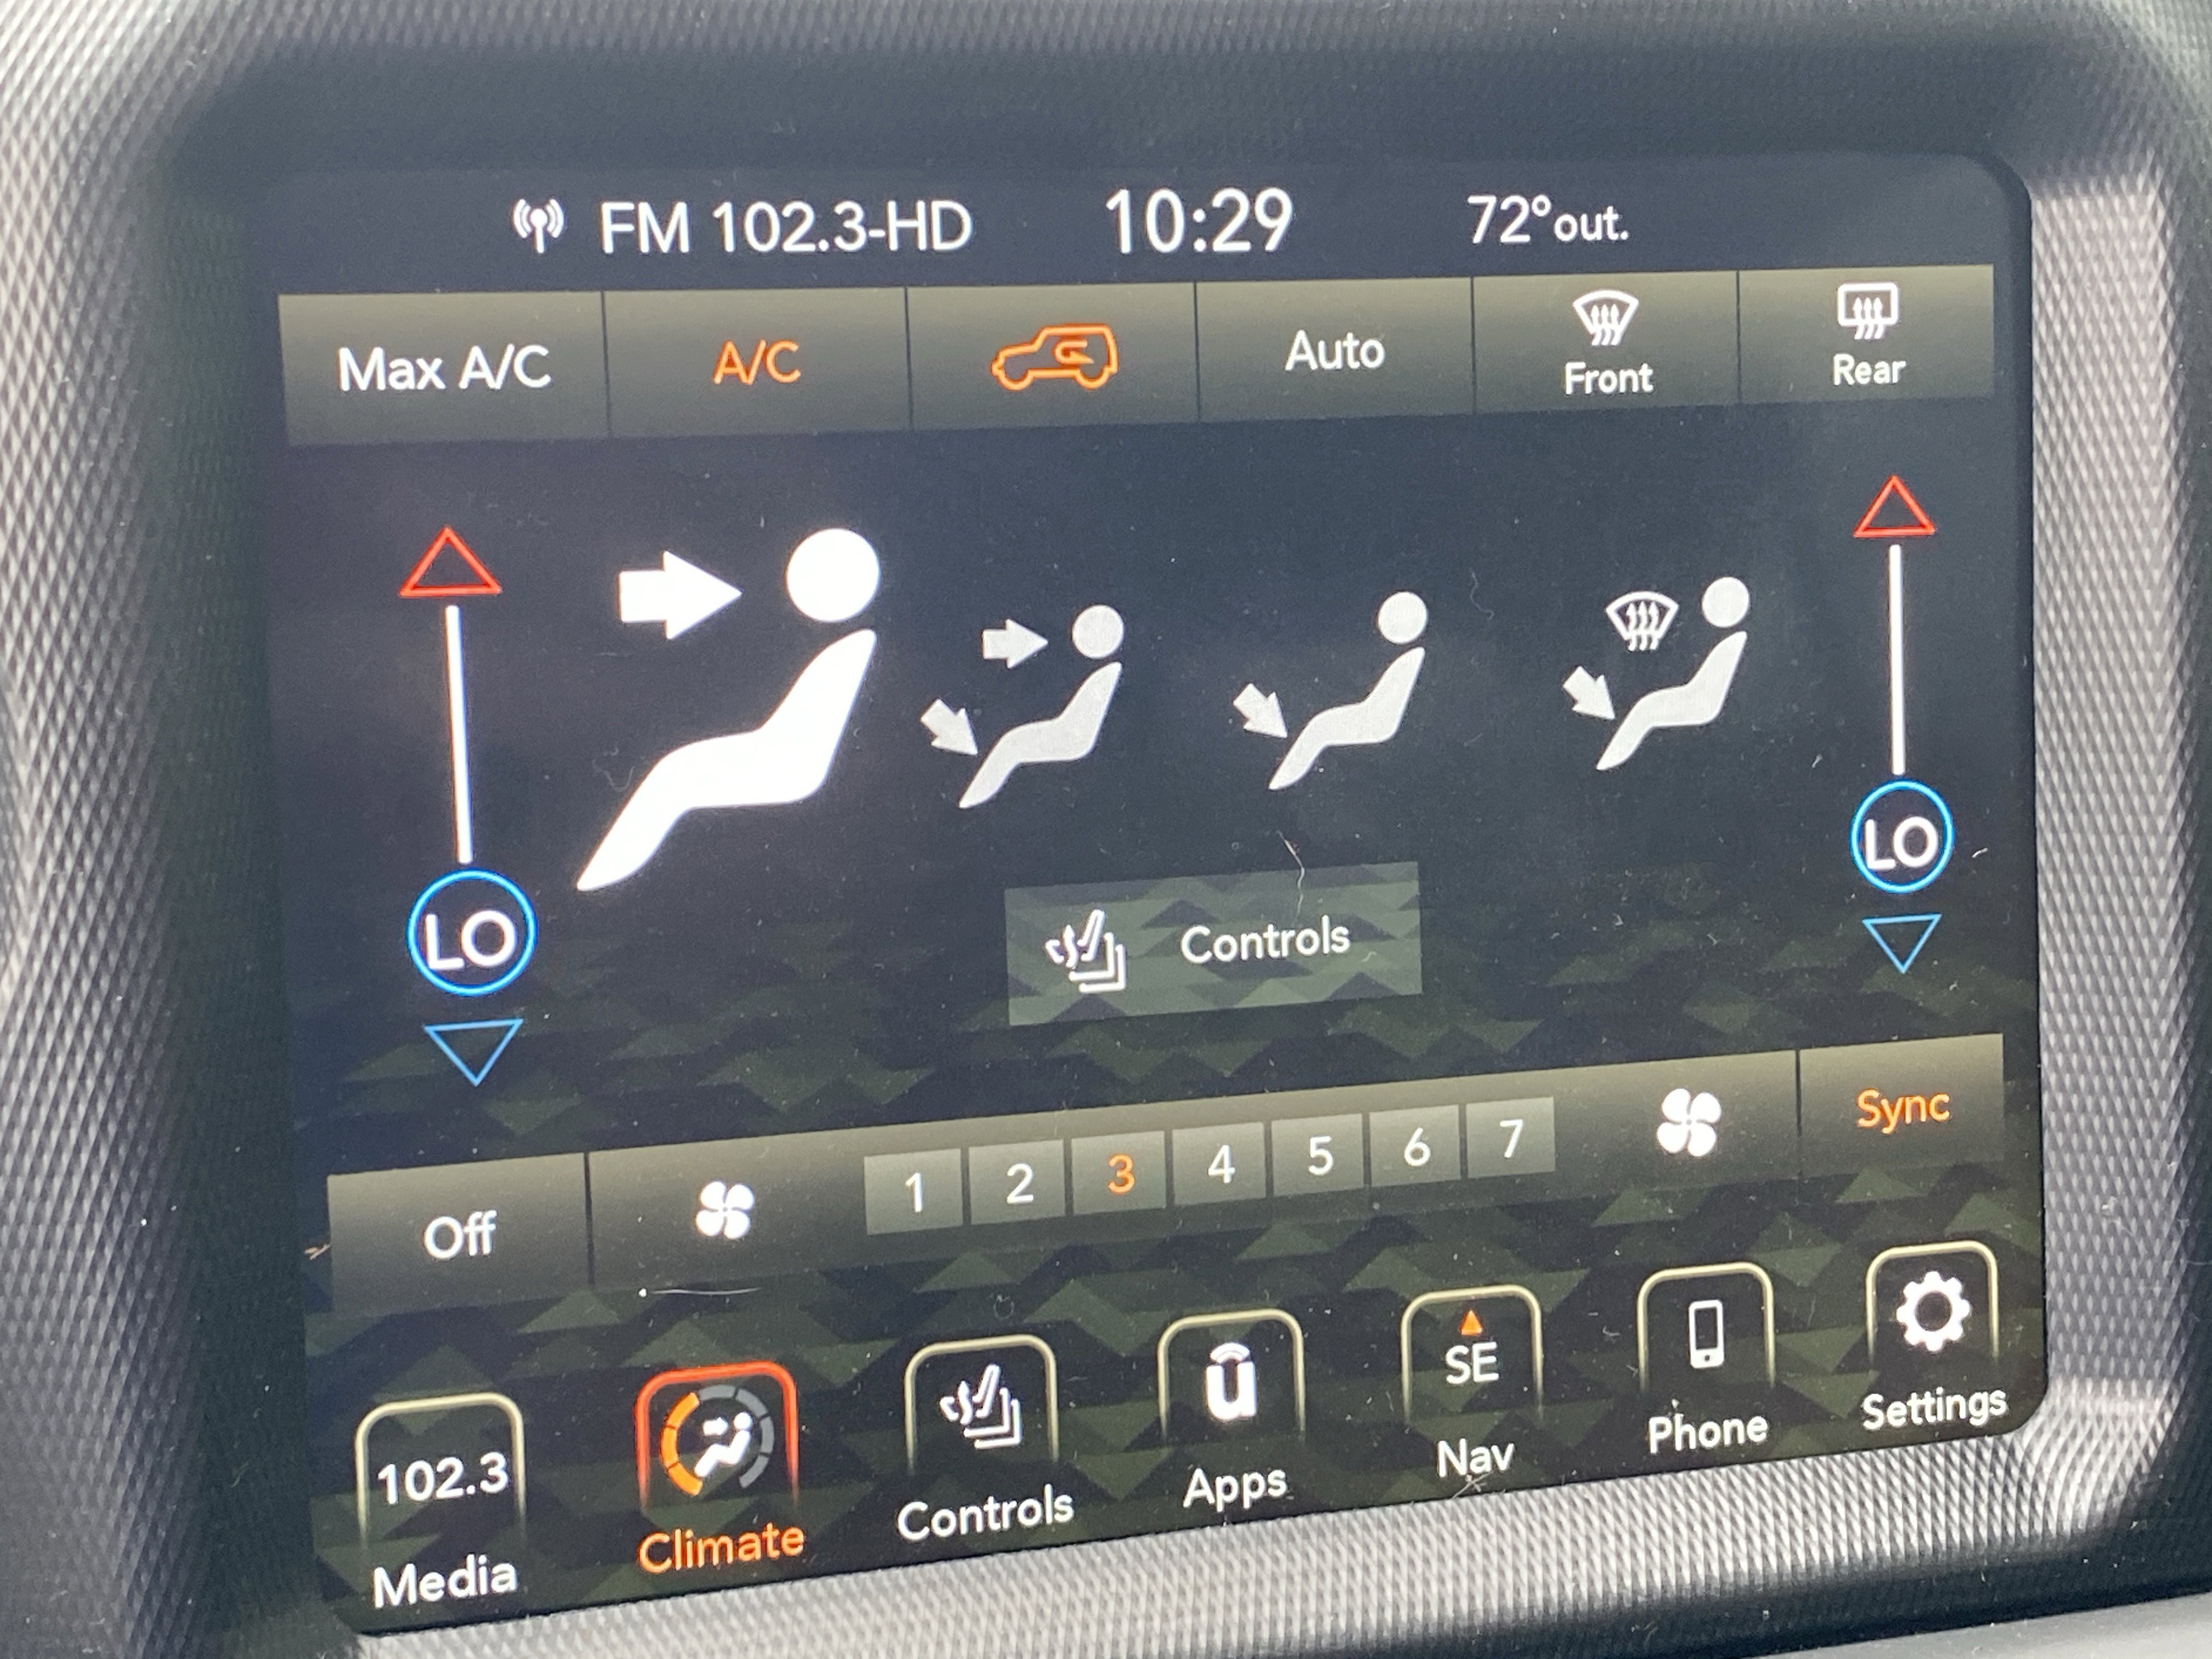 FM 102.3-HD 10:29 72°out.
Max A/C A/C Auto Front Rear
LO LO
Controls
Off 1 2 3 4 5 6 7 Sync
102.3 u SE
Media Climate Controls Apps Nav Phone Settings